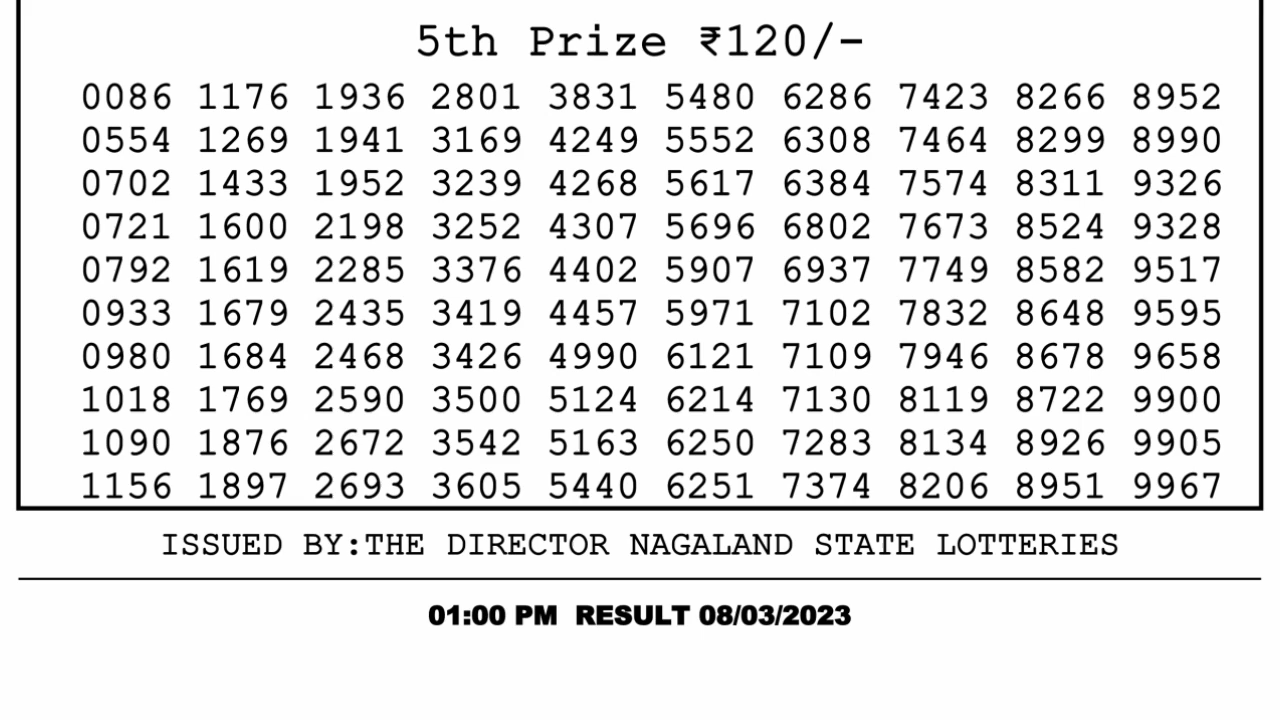 5th Prize ₹120/-
0086 1176 1936 2801 3831 5480 6286 7423 8266 8952
0554 1269 1941 3169 4249 5552 6308 7464 8299 8990
0702 1433 1952 3239 4268 5617 6384 7574 8311 9326
0721 1600 2198 3252 4307 5696 6802 7673 8524 9328
0792 1619 2285 3376 4402 5907 6937 7749 8582 9517
0933 1679 2435 3419 4457 5971 7102 7832 8648 9595
0980 1684 2468 3426 4990 6121 7109 7946 8678 9658
1018 1769 2590 3500 5124 6214 7130 8119 8722 9900
1090 1876 2672 3542 5163 6250 7283 8134 8926 9905
1156 1897 2693 3605 5440 6251 7374 8206 8951 9967
ISSUED BY:THE DIRECTOR NAGALAND STATE LOTTERIES
01:00 PM RESULT 08/03/2023